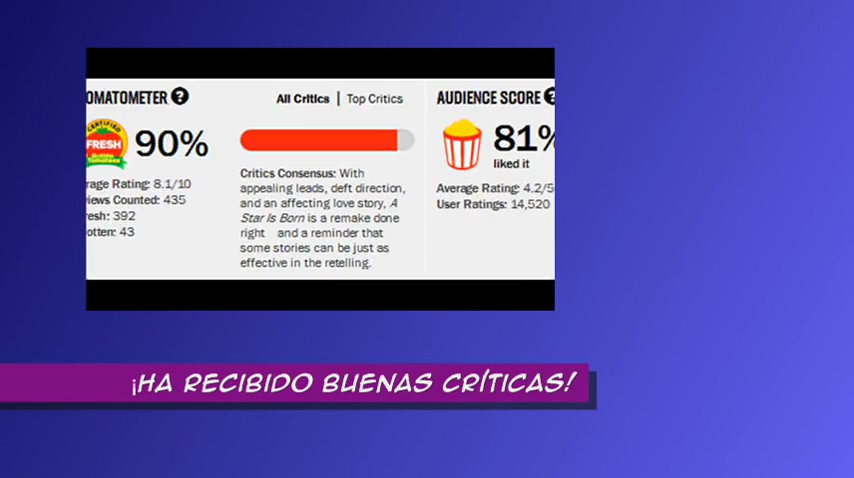 OMATOMETER ?
All Critics | Top Critics
AUDIENCE SCORE ?
CERTIFIED
FRESH
90%
81%
liked it
rage Rating: 8.1/10
iews Counted: 435
esh: 392
otten: 43
Critics Consensus: With
appealing leads, deft direction,
and an affecting love story, A
Star Is Born is a remake done
right and a reminder that
some stories can be just as
effective in the retelling.
Average Rating: 4.2/5
User Ratings: 14,520
¡HA RECIBIDO BUENAS CRÍTICAS!